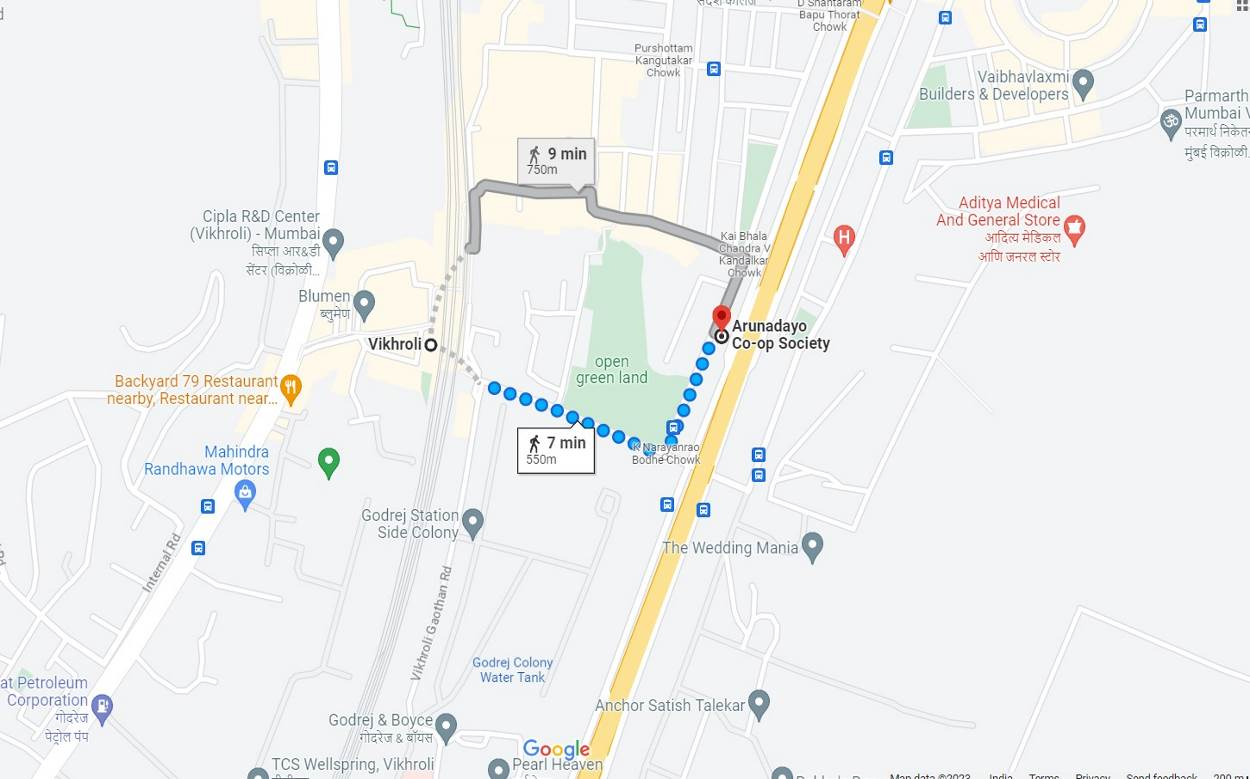 D Shantaram
Bapu Thorat
Chowk
Purshottam
Kangutakar
Chowk
Vaibhavlaxmi
Builders & Developers
Parmarth
Mumbai V
परमार्थ निकेत
मुंबई विक्रोळी
9 min
750m
Aditya Medical
And General Store
आदित्य मेडिकल
आणि जनरल स्टोर
Cipla R&D Center
(Vikhroli) - Mumbai
सिप्ला आर&डी
सेंटर (विक्रोळी...
H
Kai Bhala
Chandra V
Kandalkar
Chowk
Blumen
ब्लुमेण
Vikhroli
Arunadayo
Co-op Society
open
green land
Backyard 79 Restaurant
nearby, Restaurant near...
7 min
550m
K Narayanrao
Bodhe Chowk
Mahindra
Randhawa Motors
Godrej Station
Side Colony
The Wedding Mania
Internal Rd
Vikhroli Gaothan Rd
Godrej Colony
Water Tank
at Petroleum
Corporation
गोदरेज
पेट्रोल पंप
Anchor Satish Talekar
Godrej & Boyce
गोदरेज & बॉयस
Google
TCS Wellspring, Vikhroli
Pearl Heaven
Map data ©2023 India Terms Privacy Send feedback 200 m